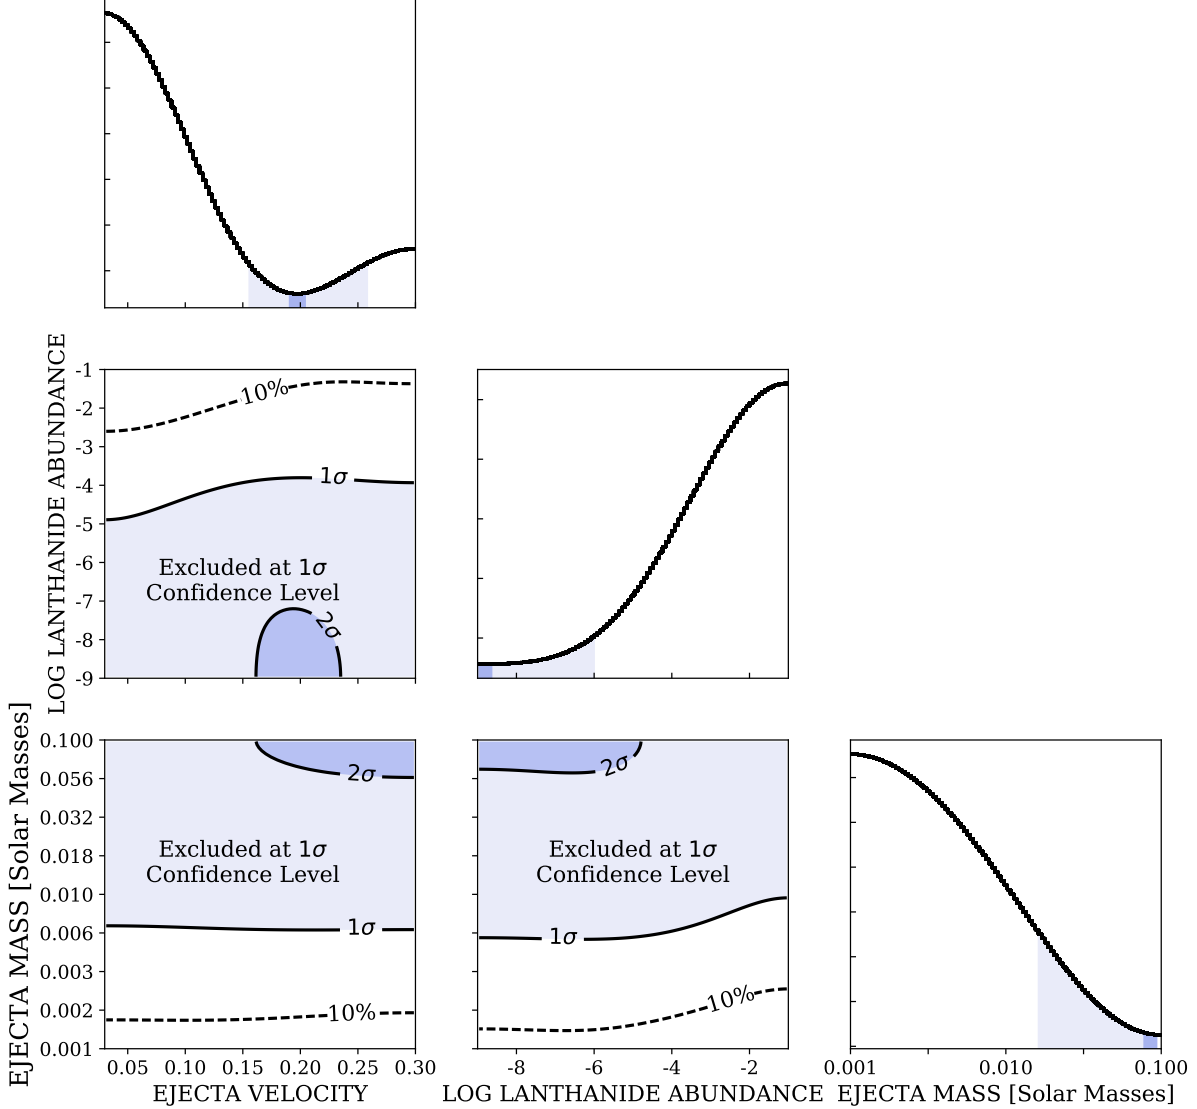 LOG LANTHANIDE ABUNDANCE
-1
-2
-3
-4
-5
-6
-7
-8
-9
10%
1σ
Excluded at 1σ
Confidence Level
2σ
EJECTA MASS [Solar Masses]
0.100
0.056
0.032
0.018
0.010
0.006
0.003
0.002
0.001
2σ
Excluded at 1σ
Confidence Level
1σ
10%
2σ
Excluded at 1σ
Confidence Level
1σ
10%
0.05 0.10 0.15 0.20 0.25 0.30
-8 -6 -4 -2
0.001 0.010 0.100
EJECTA VELOCITY
LOG LANTHANIDE ABUNDANCE
EJECTA MASS [Solar Masses]